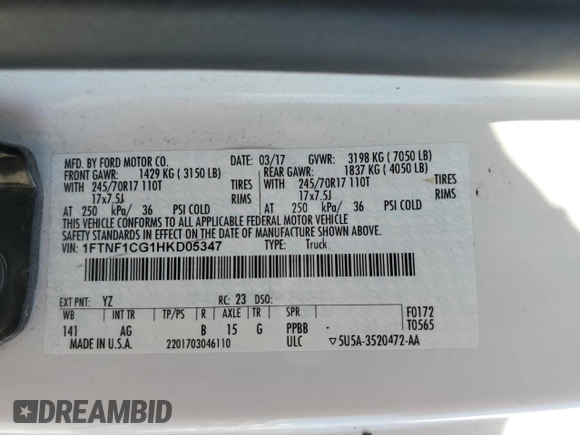 MFD. BY FORD MOTOR CO. DATE: 03/17 GVWR: 3198 KG ( 7050 LB)
FRONT GAWR: 1429 KG ( 3150 LB) REAR GAWR: 1837 KG ( 4050 LB)
WITH 245/70R17 110T TIRES WITH 245/70R17 110T TIRES
17x7.5J RIMS 17x7.5J RIMS
AT 250 kPa/ 36 PSI COLD AT 250 kPa/ 36 PSI COLD
THIS VEHICLE CONFORMS TO ALL APPLICABLE FEDERAL MOTOR VEHICLE
SAFETY STANDARDS IN EFFECT ON THE DATE OF MANUFACTURE SHOWN ABOVE.
VIN: 1FTNF1CG1HKD05347 TYPE: Truck
EXT PNT: YZ RC: 23 DSO:
WB INT TR TP/PS R AXLE TR SPR F0172
141 AG B 15 G PPBB - T0565
MADE IN U.S.A. 2201703046110 ULC ▽5U5A-3520472-AA
DREAMBID